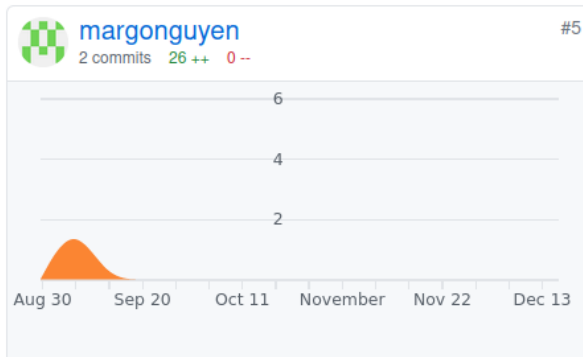 margonguyen #5
2 commits 26 ++ 0 --
6
4
2
Aug 30 Sep 20 Oct 11 November Nov 22 Dec 13